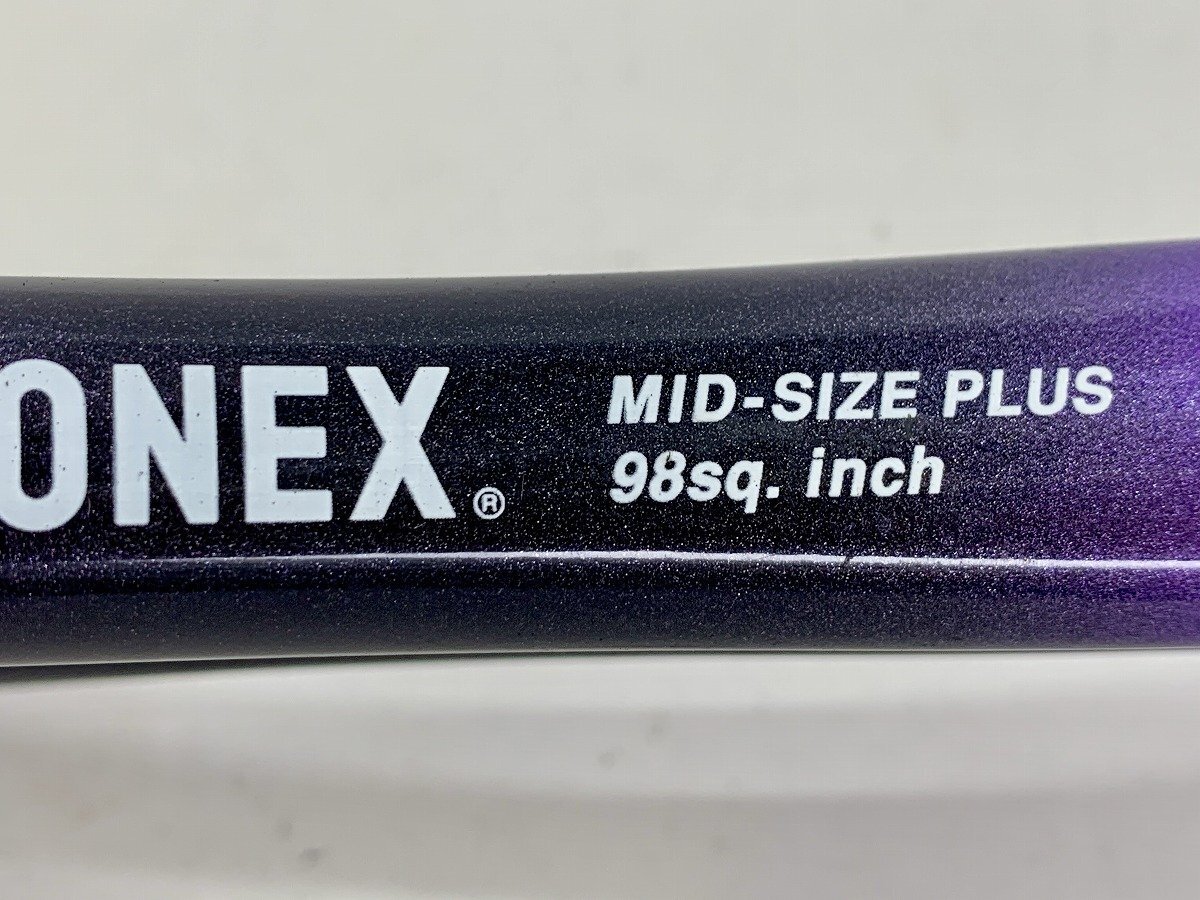 ONEX®
MID-SIZE PLUS
98sq. inch